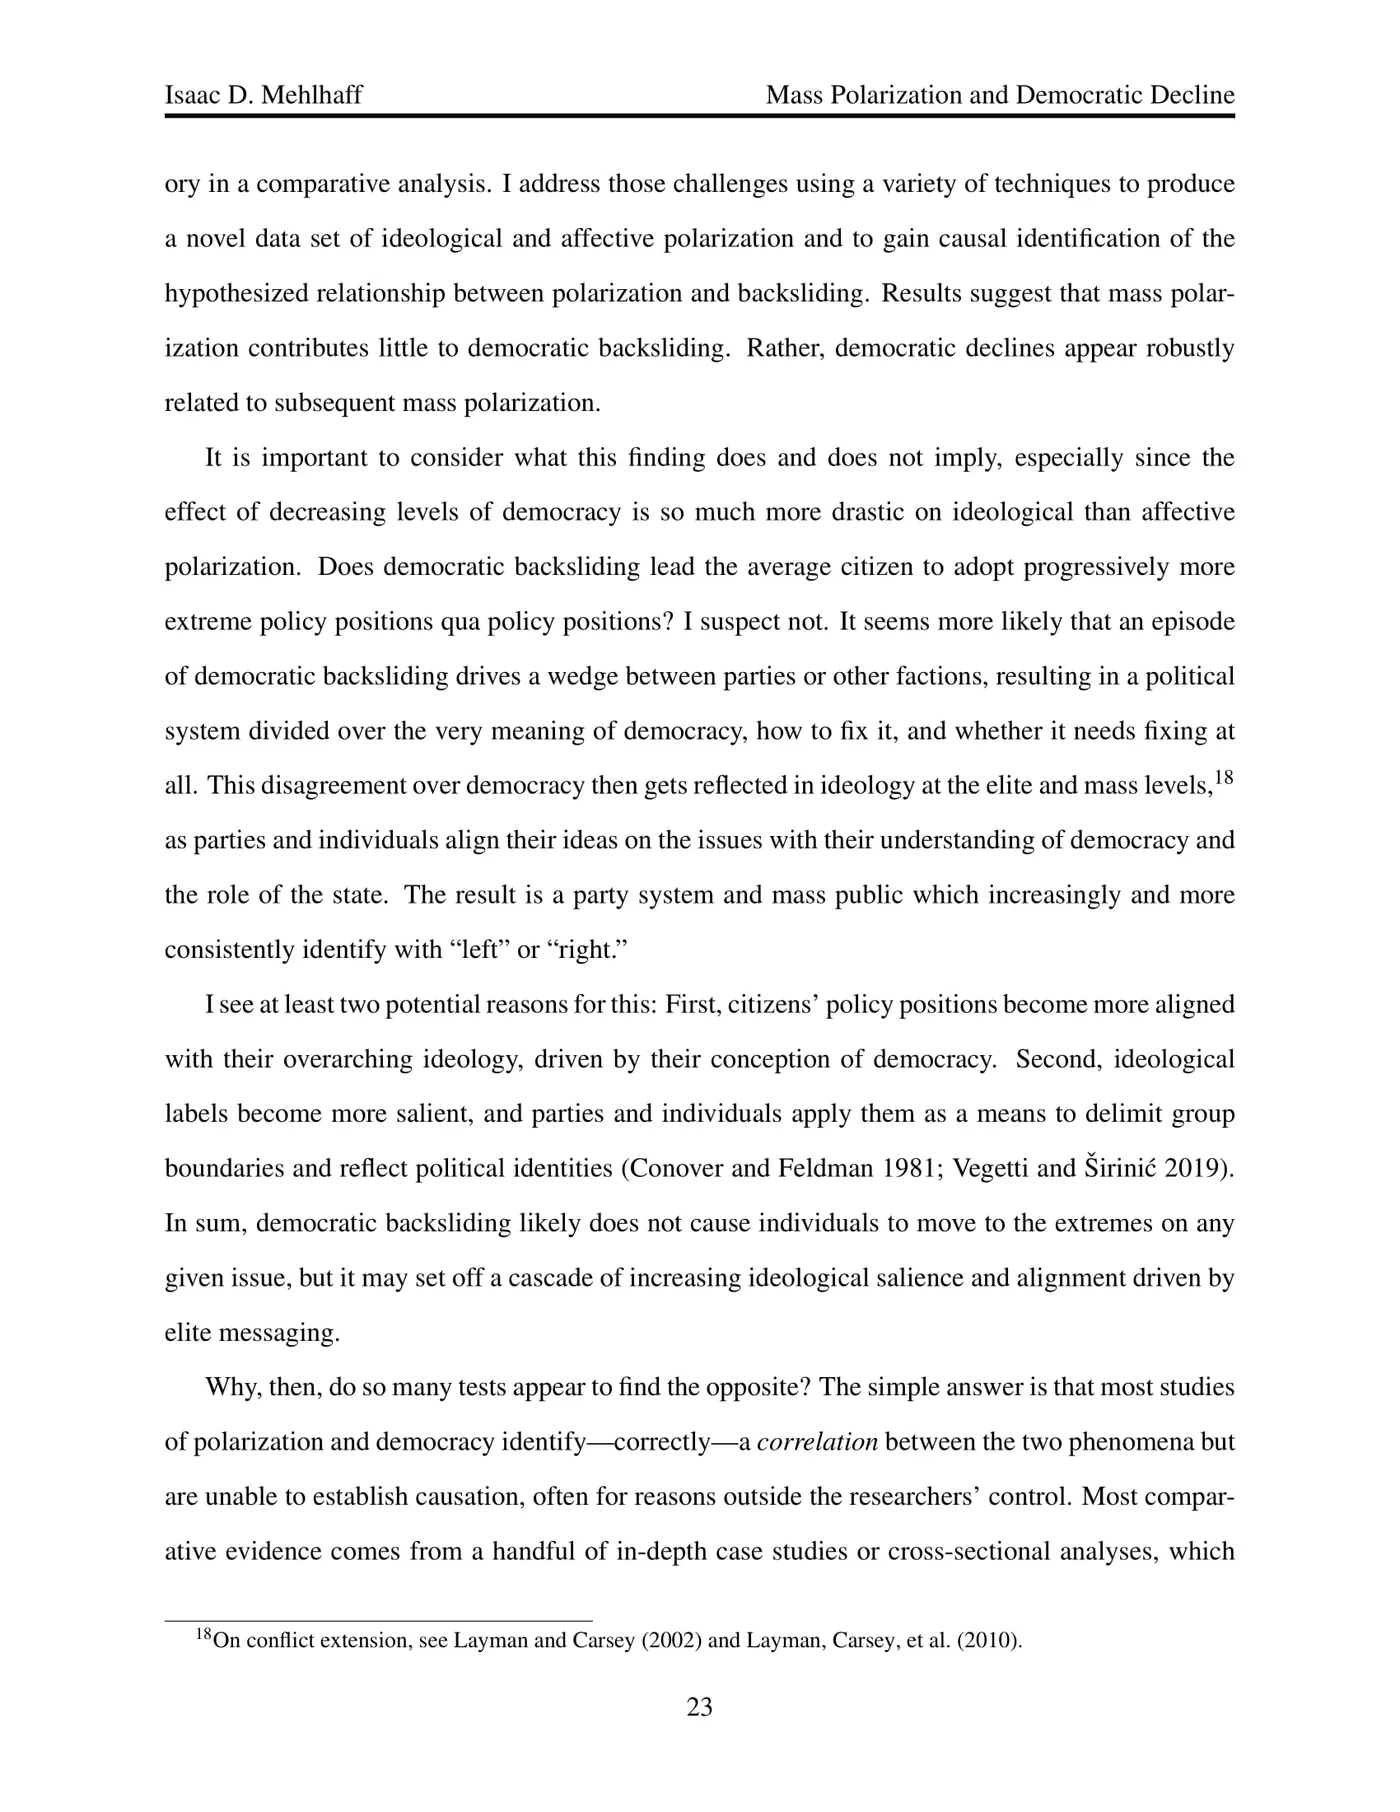 Isaac D. Mehlhaff
Mass Polarization and Democratic Decline
ory in a comparative analysis. I address those challenges using a variety of techniques to produce
a novel data set of ideological and affective polarization and to gain causal identification of the
hypothesized relationship between polarization and backsliding. Results suggest that mass polar-
ization contributes little to democratic backsliding. Rather, democratic declines appear robustly
related to subsequent mass polarization.
It is important to consider what this finding does and does not imply, especially since the
effect of decreasing levels of democracy is so much more drastic on ideological than affective
polarization. Does democratic backsliding lead the average citizen to adopt progressively more
extreme policy positions qua policy positions? I suspect not. It seems more likely that an episode
of democratic backsliding drives a wedge between parties or other factions, resulting in a political
system divided over the very meaning of democracy, how to fix it, and whether it needs fixing at
all. This disagreement over democracy then gets reflected in ideology at the elite and mass levels,18
as parties and individuals align their ideas on the issues with their understanding of democracy and
the role of the state. The result is a party system and mass public which increasingly and more
consistently identify with “left” or “right.”
I see at least two potential reasons for this: First, citizens’ policy positions become more aligned
with their overarching ideology, driven by their conception of democracy. Second, ideological
labels become more salient, and parties and individuals apply them as a means to delimit group
boundaries and reflect political identities (Conover and Feldman 1981; Vegetti and Širinić 2019).
In sum, democratic backsliding likely does not cause individuals to move to the extremes on any
given issue, but it may set off a cascade of increasing ideological salience and alignment driven by
elite messaging.
Why, then, do so many tests appear to find the opposite? The simple answer is that most studies
of polarization and democracy identify—correctly—a correlation between the two phenomena but
are unable to establish causation, often for reasons outside the researchers’ control. Most compar-
ative evidence comes from a handful of in-depth case studies or cross-sectional analyses, which
18On conflict extension, see Layman and Carsey (2002) and Layman, Carsey, et al. (2010).
23